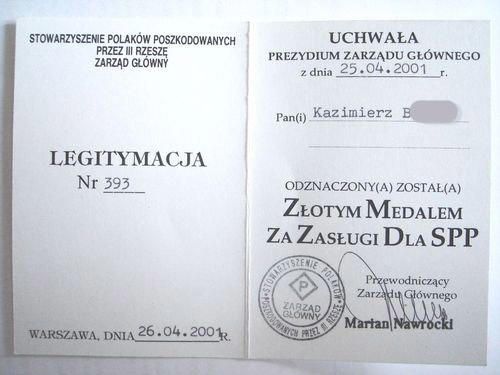 STOWARZYSZENIE POLAKÓW POSZKODOWANYCH
PRZEZ III RZESZĘ
ZARZĄD GŁÓWNY
LEGITYMACJA
Nr 393
WARSZAWA, DNIA 26.04.2001R.
UCHWAŁA
PREZYDIUM ZARZĄDU GŁÓWNEGO
z dnia 25.04.2001 r.
Pan(i) Kazimierz B
ODZNACZONY(A) ZOSTAŁ(A)
ZŁOTYM MEDALEM
ZA ZASŁUGI DLA SPP
STOWARZYSZENIE POLAKÓW
POSZKODOWANYCH PRZEZ III RZESZĘ
P
ZARZĄD
GŁÓWNY
Przewodniczący
Zarządu Głównego
Marian Nawrocki